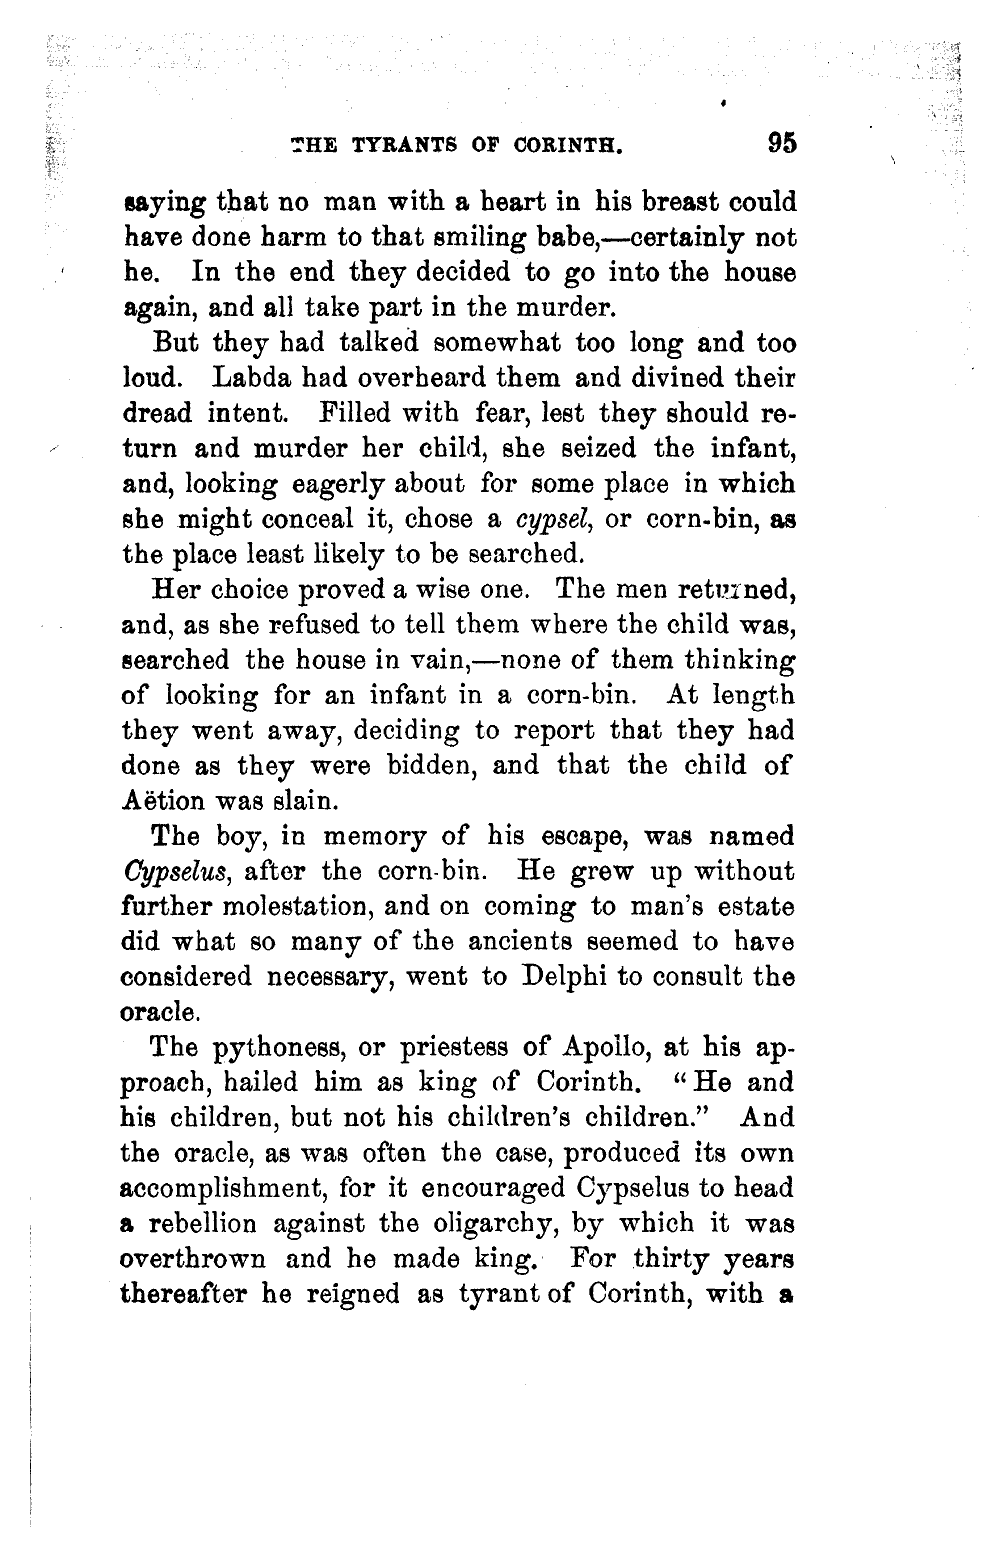 THE TYRANTS OF CORINTH. 95
saying that no man with a heart in his breast could
have done harm to that smiling babe,—certainly not
he. In the end they decided to go into the house
again, and all take part in the murder.
But they had talked somewhat too long and too
loud. Labda had overheard them and divined their
dread intent. Filled with fear, lest they should re-
turn and murder her child, she seized the infant,
and, looking eagerly about for some place in which
she might conceal it, chose a cypsel, or corn-bin, as
the place least likely to be searched.
Her choice proved a wise one. The men returned,
and, as she refused to tell them where the child was,
searched the house in vain,—none of them thinking
of looking for an infant in a corn-bin. At length
they went away, deciding to report that they had
done as they were bidden, and that the child of
Aëtion was slain.
The boy, in memory of his escape, was named
Cypselus, after the corn-bin. He grew up without
further molestation, and on coming to man's estate
did what so many of the ancients seemed to have
considered necessary, went to Delphi to consult the
oracle.
The pythoness, or priestess of Apollo, at his ap-
proach, hailed him as king of Corinth. "He and
his children, but not his children's children." And
the oracle, as was often the case, produced its own
accomplishment, for it encouraged Cypselus to head
a rebellion against the oligarchy, by which it was
overthrown and he made king. For thirty years
thereafter he reigned as tyrant of Corinth, with a